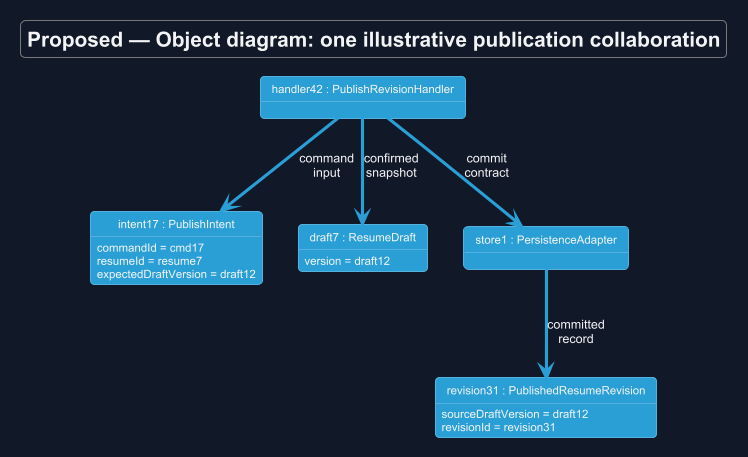 Proposed — Object diagram: one illustrative publication collaboration
handler42 : PublishRevisionHandler
command
input
confirmed
snapshot
commit
contract
intent17 : PublishIntent
commandId = cmd17
resumeId = resume7
expectedDraftVersion = draft12
draft7 : ResumeDraft
version = draft12
store1 : PersistenceAdapter
committed
record
revision31 : PublishedResumeRevision
sourceDraftVersion = draft12
revisionId = revision31